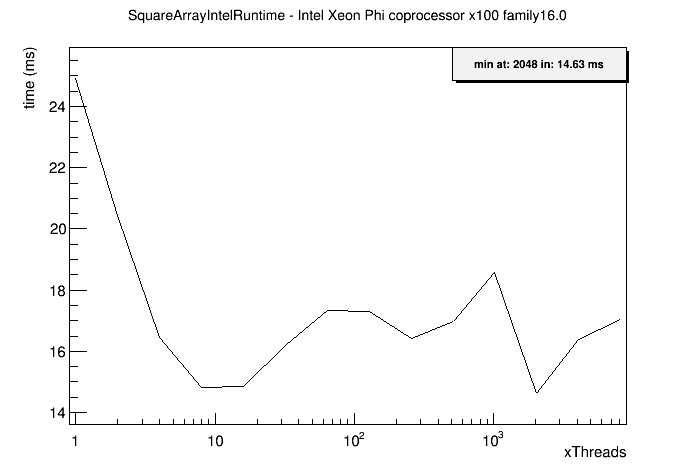 SquareArrayIntelRuntime - Intel Xeon Phi coprocessor x100 family16.0
time (ms)
min at: 2048 in: 14.63 ms
24
22
20
18
16
14
1 10 10² 10³
xThreads